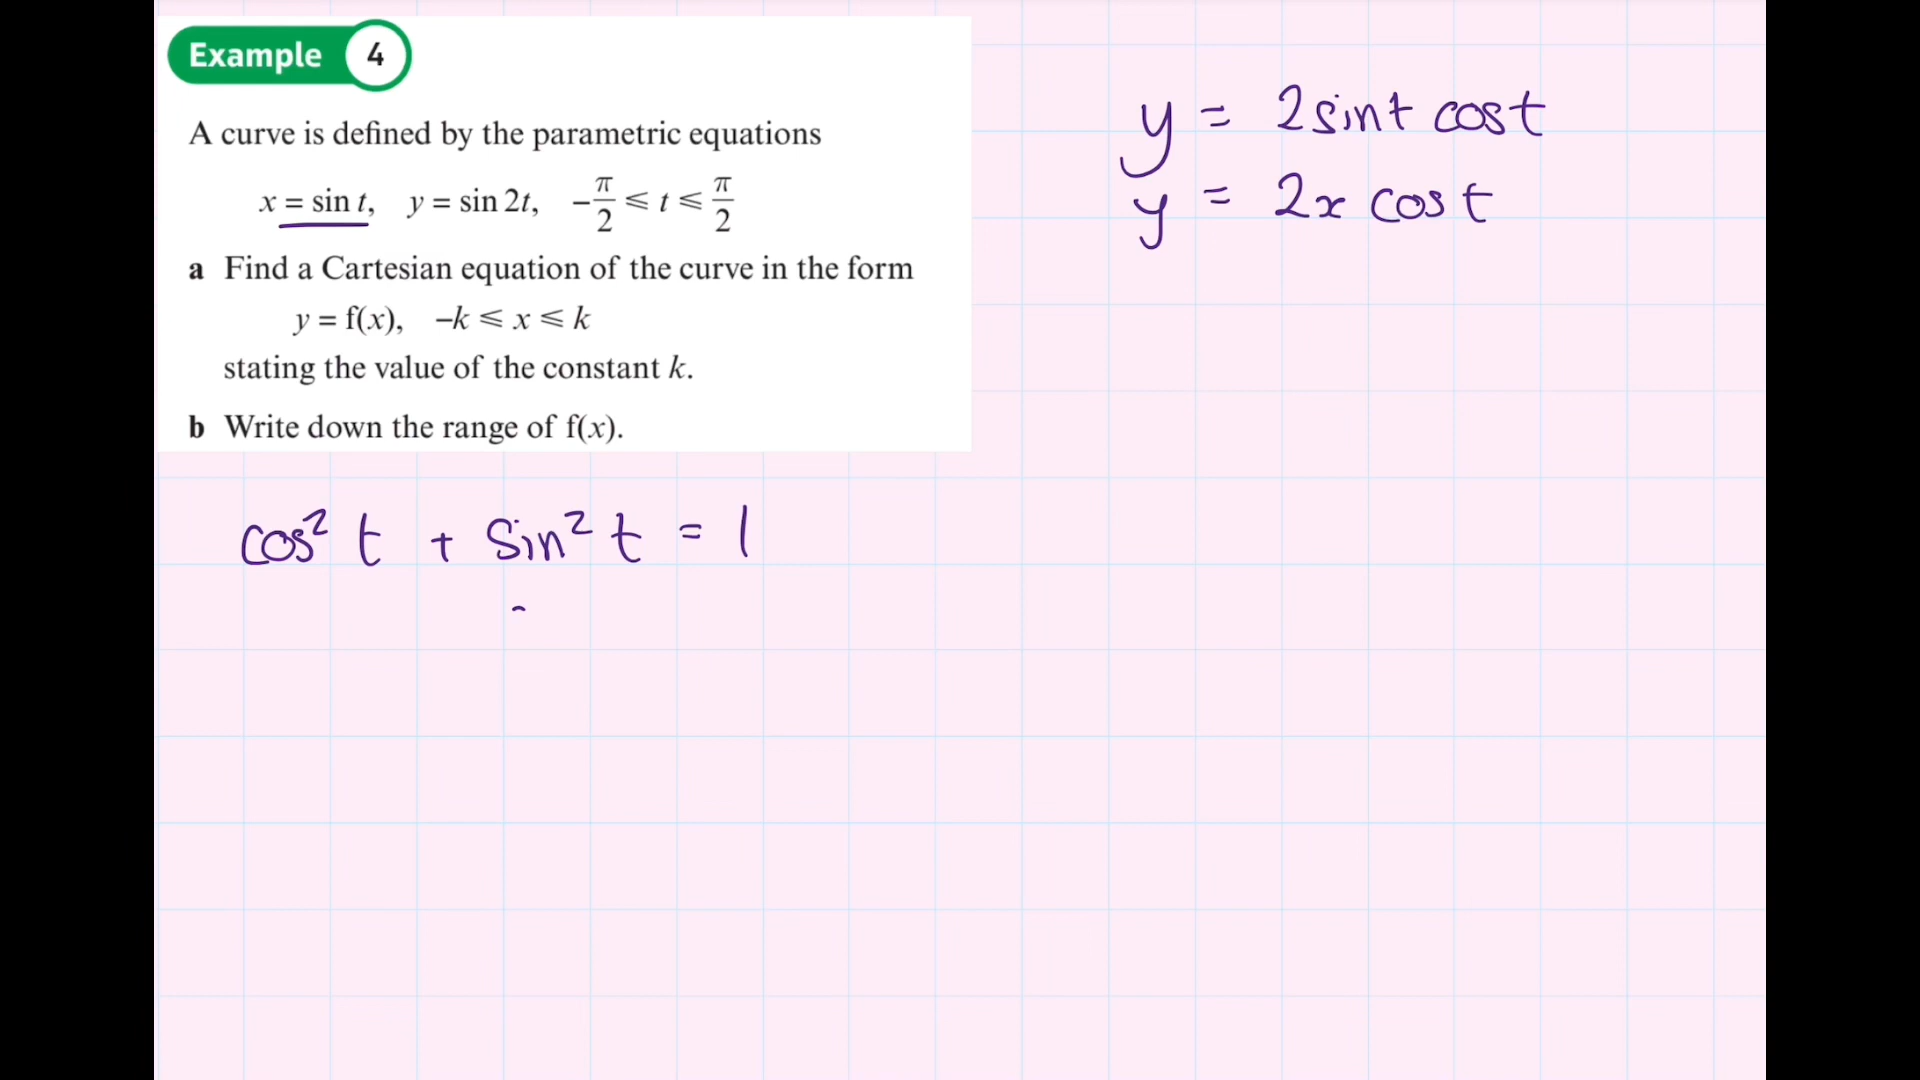 Example 4
A curve is defined by the parametric equations
x = sin t, y = sin 2t, −π/2 ⩽ t ⩽ π/2
a Find a Cartesian equation of the curve in the form
y = f(x), –k ⩽ x ⩽ k
stating the value of the constant k.
b Write down the range of f(x).
y = 2sint cost
y = 2x cost
cos² t + sin² t = 1